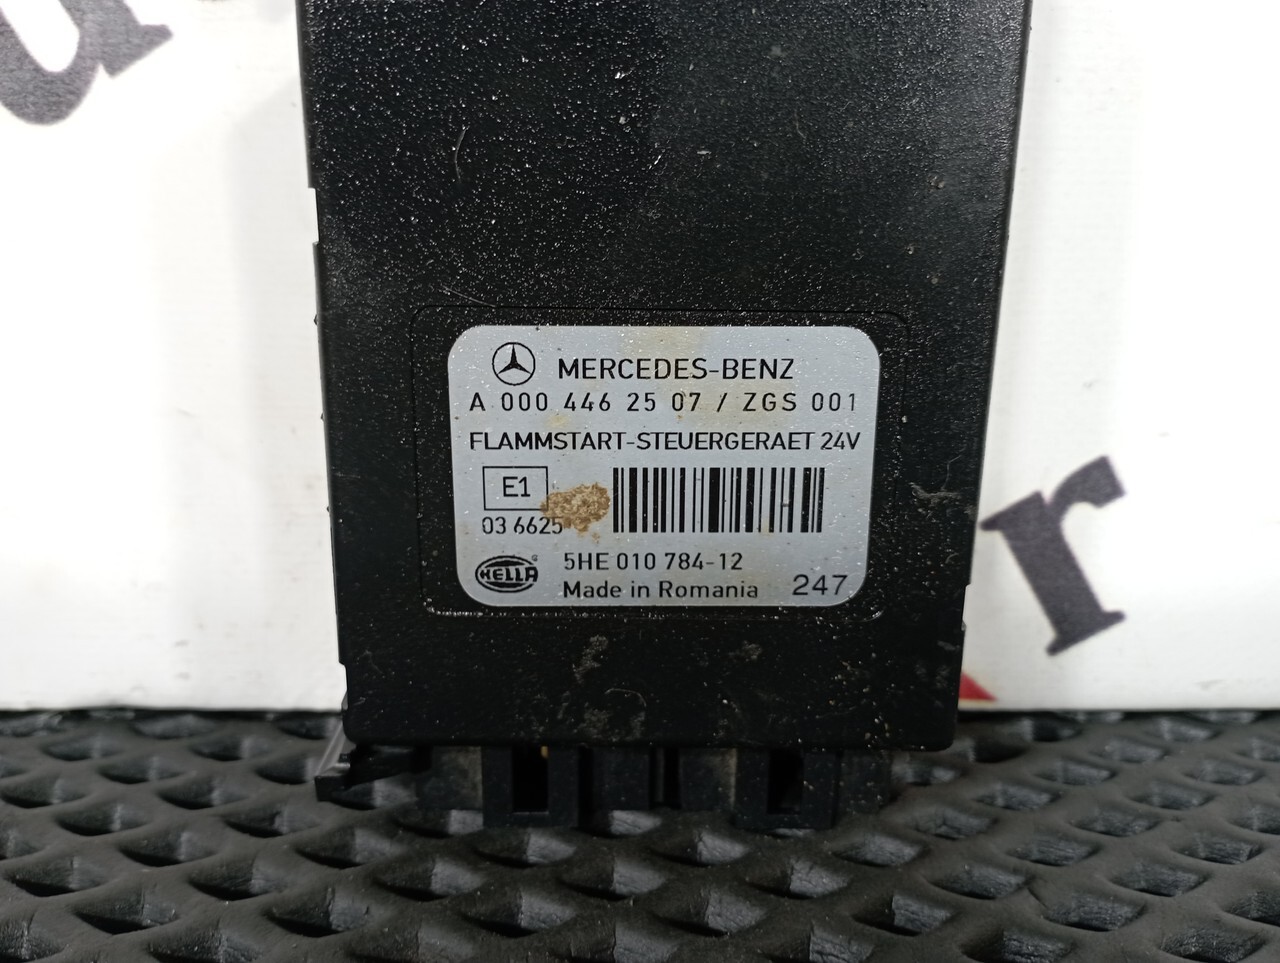 MERCEDES-BENZ
A 000 446 25 07 / ZGS 001
FLAMMSTART-STEUERGERAET 24V
E1
03 6625
HELLA
5HE 010 784-12
Made in Romania 247
r